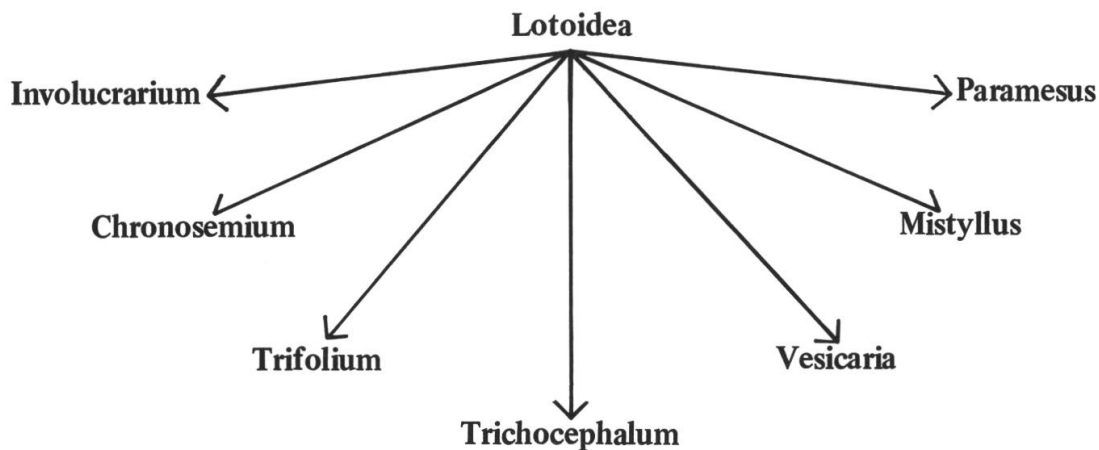 Lotoidea
Involucrarium
Paramesus
Chronosemium
Mistyllus
Trifolium
Vesicaria
Trichocephalum